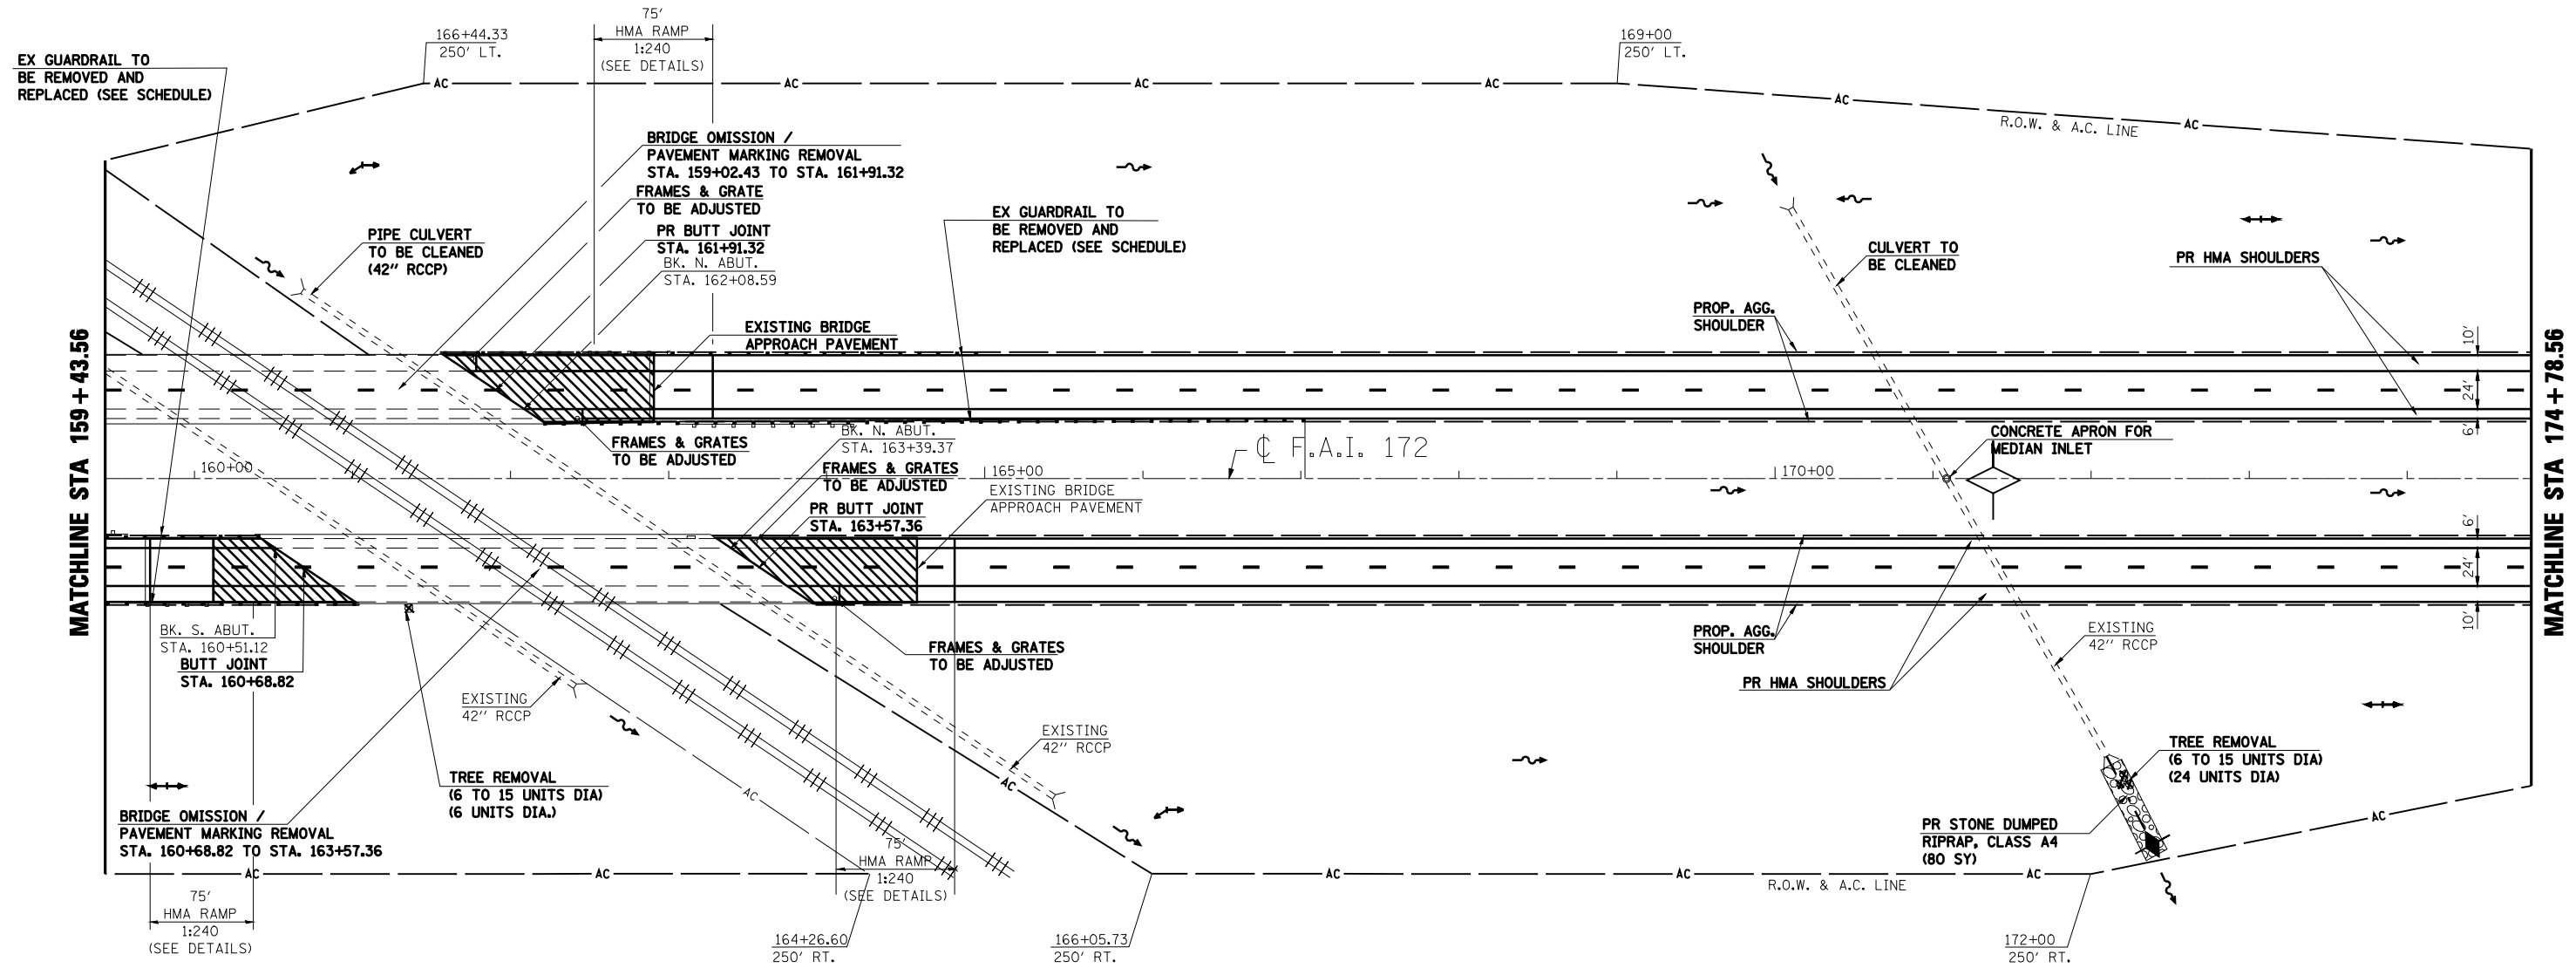 75'
HMA RAMP
1:240
(SEE DETAILS)
166+44.33
250' LT.
169+00
250' LT.
EX GUARDRAIL TO
BE REMOVED AND
REPLACED (SEE SCHEDULE)
AC
AC
AC
AC
AC
AC
R.O.W. & A.C. LINE
BRIDGE OMISSION /
PAVEMENT MARKING REMOVAL
STA. 159+02.43 TO STA. 161+91.32
FRAMES & GRATE
TO BE ADJUSTED
PR BUTT JOINT
STA. 161+91.32
BK. N. ABUT.
STA. 162+08.59
PIPE CULVERT
TO BE CLEANED
(42" RCCP)
EX GUARDRAIL TO
BE REMOVED AND
REPLACED (SEE SCHEDULE)
CULVERT TO
BE CLEANED
PR HMA SHOULDERS
EXISTING BRIDGE
APPROACH PAVEMENT
PROP. AGG.
SHOULDER
10'
24'
6'
MATCHLINE STA 159+43.56
MATCHLINE STA 174+78.56
FRAMES & GRATES
TO BE ADJUSTED
BK. N. ABUT.
STA. 163+39.37
FRAMES & GRATES
TO BE ADJUSTED
PR BUTT JOINT
STA. 163+57.36
EXISTING BRIDGE
APPROACH PAVEMENT
℄ F.A.I. 172
CONCRETE APRON FOR
MEDIAN INLET
160+00
165+00
170+00
6'
24'
10'
BK. S. ABUT.
STA. 160+51.12
BUTT JOINT
STA. 160+68.82
EXISTING
42" RCCP
FRAMES & GRATES
TO BE ADJUSTED
PROP. AGG.
SHOULDER
PR HMA SHOULDERS
EXISTING
42" RCCP
EXISTING
42" RCCP
TREE REMOVAL
(6 TO 15 UNITS DIA)
(6 UNITS DIA.)
TREE REMOVAL
(6 TO 15 UNITS DIA)
(24 UNITS DIA)
BRIDGE OMISSION /
PAVEMENT MARKING REMOVAL
STA. 160+68.82 TO STA. 163+57.36
PR STONE DUMPED
RIPRAP, CLASS A4
(80 SY)
AC
AC
AC
AC
AC
AC
AC
AC
AC
R.O.W. & A.C. LINE
75'
HMA RAMP
1:240
(SEE DETAILS)
75'
HMA RAMP
1:240
(SEE DETAILS)
164+26.60
250' RT.
166+05.73
250' RT.
172+00
250' RT.